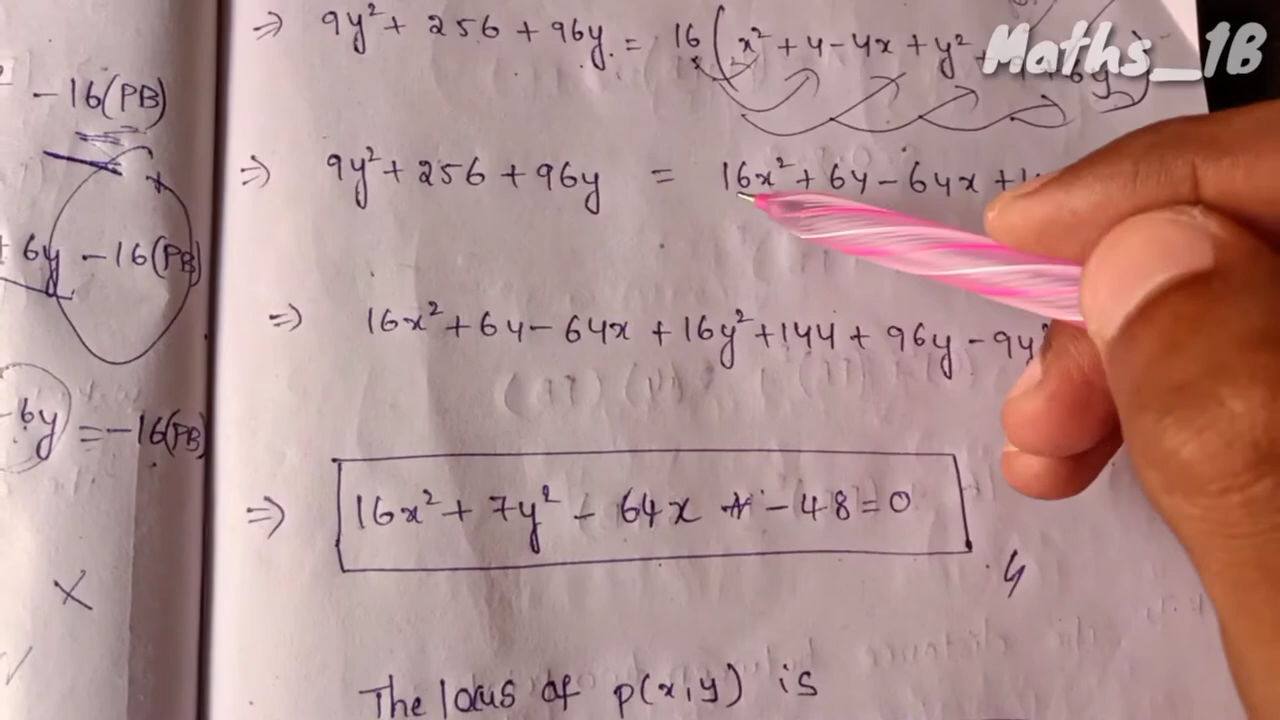 Maths_1B
⇒ 9y² + 256 + 96y = 16(x² + 4 - 4x + y² + 6y)
⇒ 9y² + 256 + 96y = 16x² + 64 - 64x + 1
⇒ 16x² + 64 - 64x + 16y² + 144 + 96y - 9y²
⇒ 16x² + 7y² - 64x - 48 = 0
The locus of p(x,y) is
- 16(PB)
+ 6y - 16(PB)
- 6y) = -16(PB)